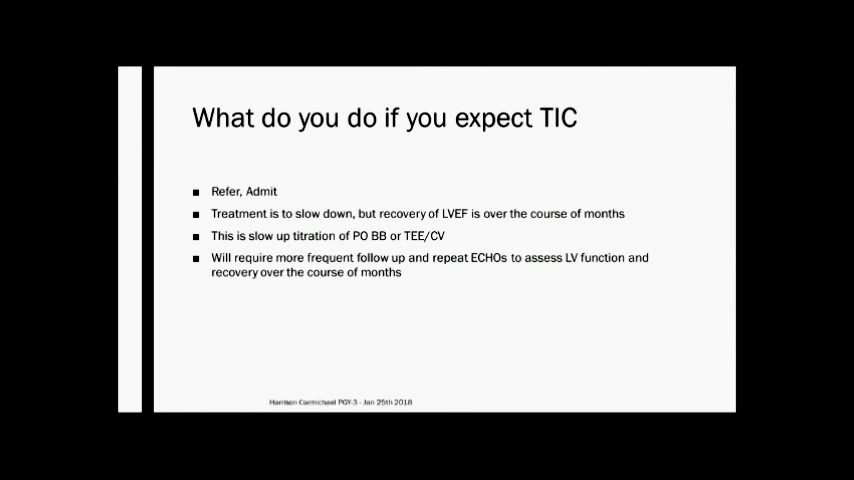 What do you do if you expect TIC
■ Refer, Admit
■ Treatment is to slow down, but recovery of LVEF is over the course of months
■ This is slow up titration of PO BB or TEE/CV
■ Will require more frequent follow up and repeat ECHOs to assess LV function and
recovery over the course of months
Harrison Carmichael PGY-3 - Jan 25th 2018